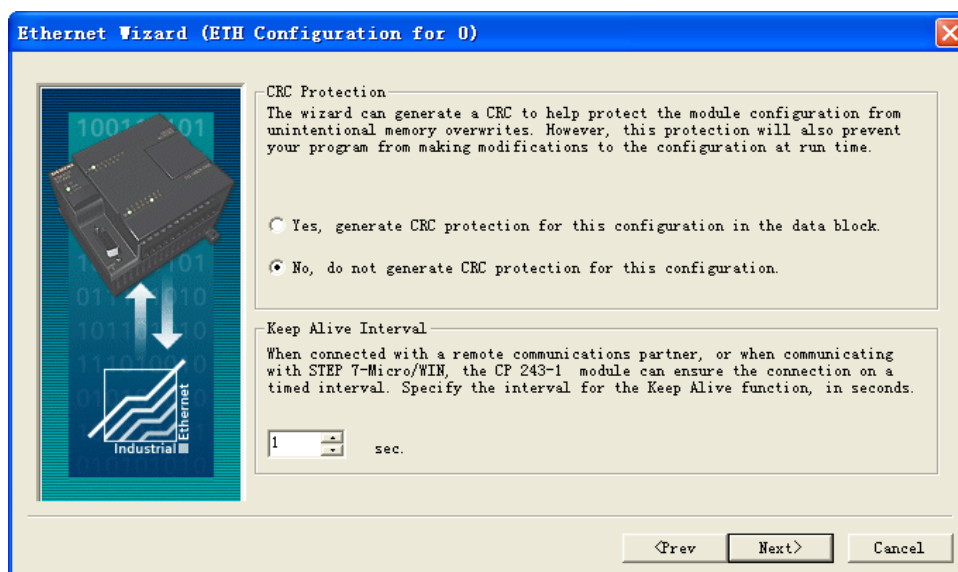 Ethernet Wizard (ETH Configuration for 0)
CRC Protection
The wizard can generate a CRC to help protect the module configuration from
unintentional memory overwrites. However, this protection will also prevent
your program from making modifications to the configuration at run time.
Yes, generate CRC protection for this configuration in the data block.
No, do not generate CRC protection for this configuration.
Keep Alive Interval
When connected with a remote communications partner, or when communicating
with STEP 7-Micro/WIN, the CP 243-1 module can ensure the connection on a
timed interval. Specify the interval for the Keep Alive function, in seconds.
1 sec.
Industrial
Ethernet
<Prev Next> Cancel